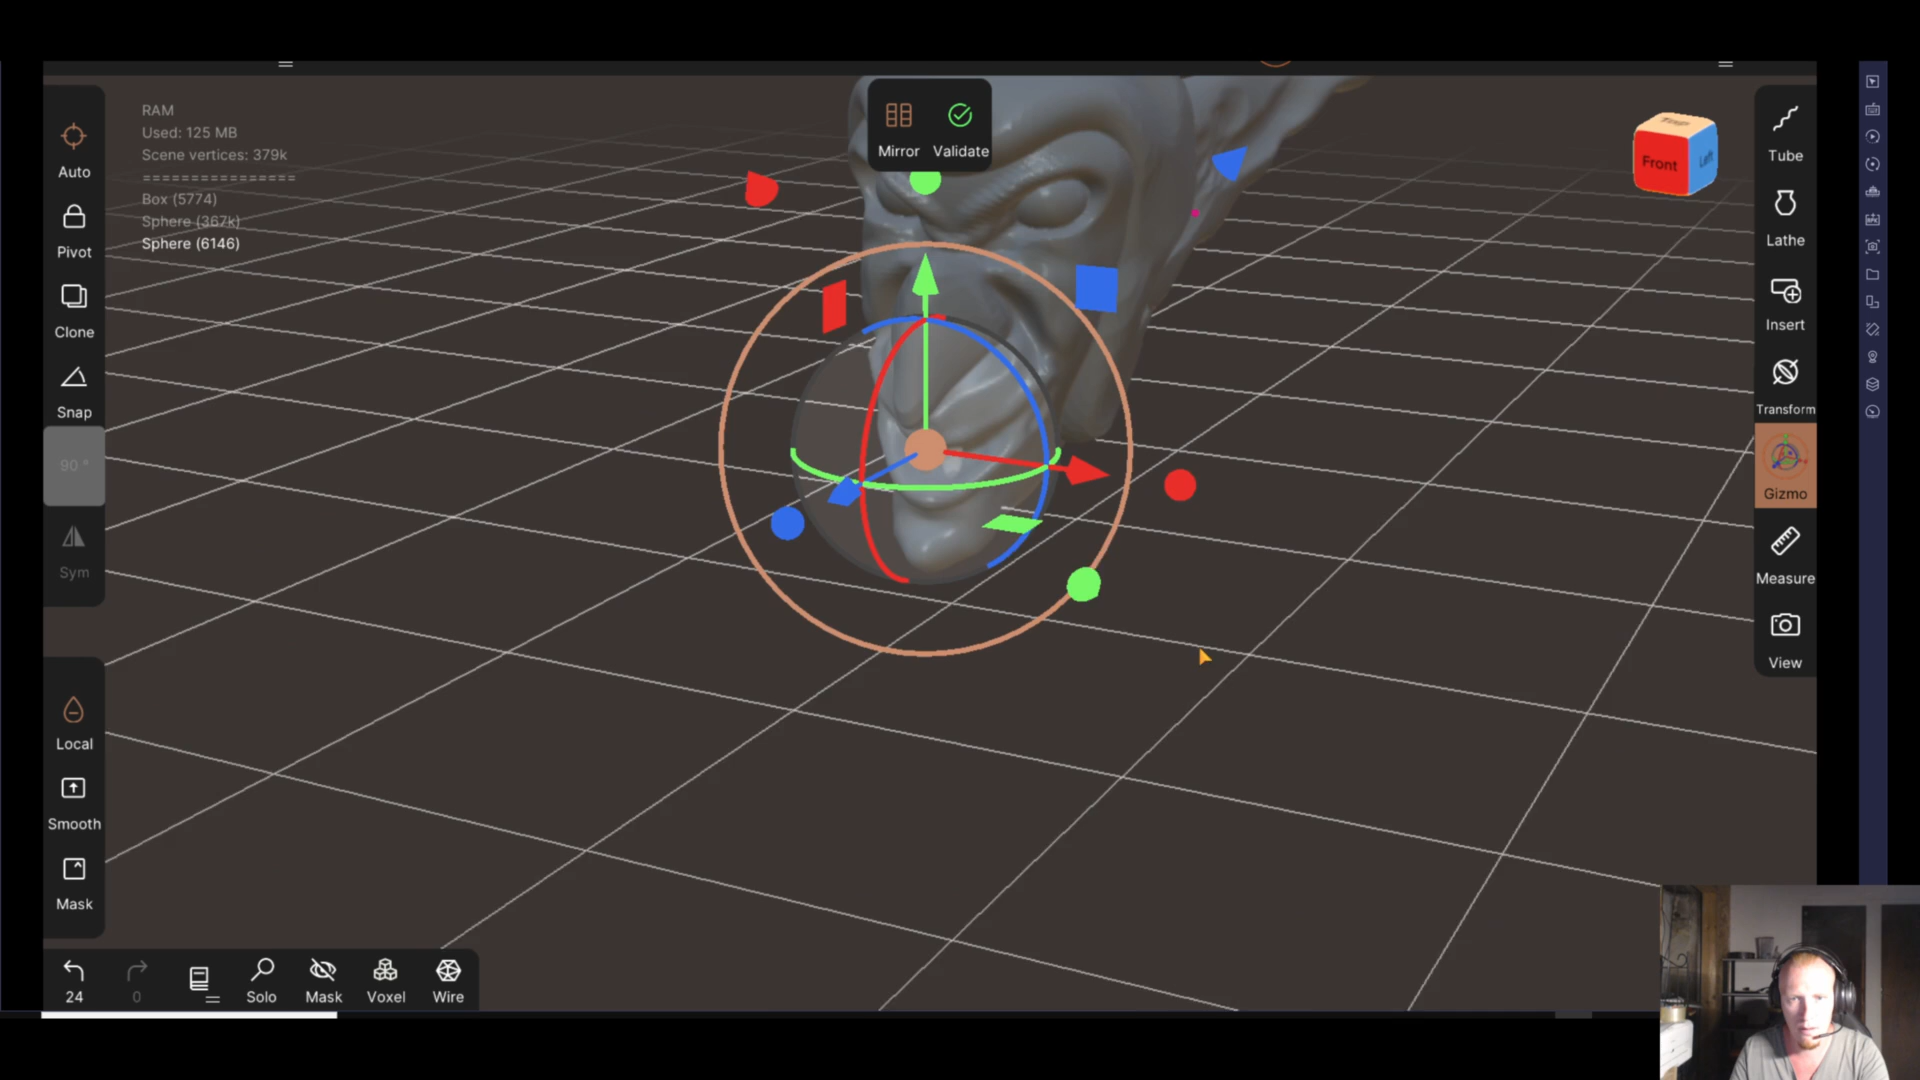 RAM
Used: 125 MB
Scene vertices: 379k
================
Box (5774)
Sphere (367k)
Sphere (6146)
Auto
Pivot
Clone
Snap
90 °
Sym
Local
Smooth
Mask
24
0
Solo
Mask
Voxel
Wire
Mirror
Validate
Top
Front
Left
Tube
Lathe
Insert
Transform
Gizmo
Measure
View